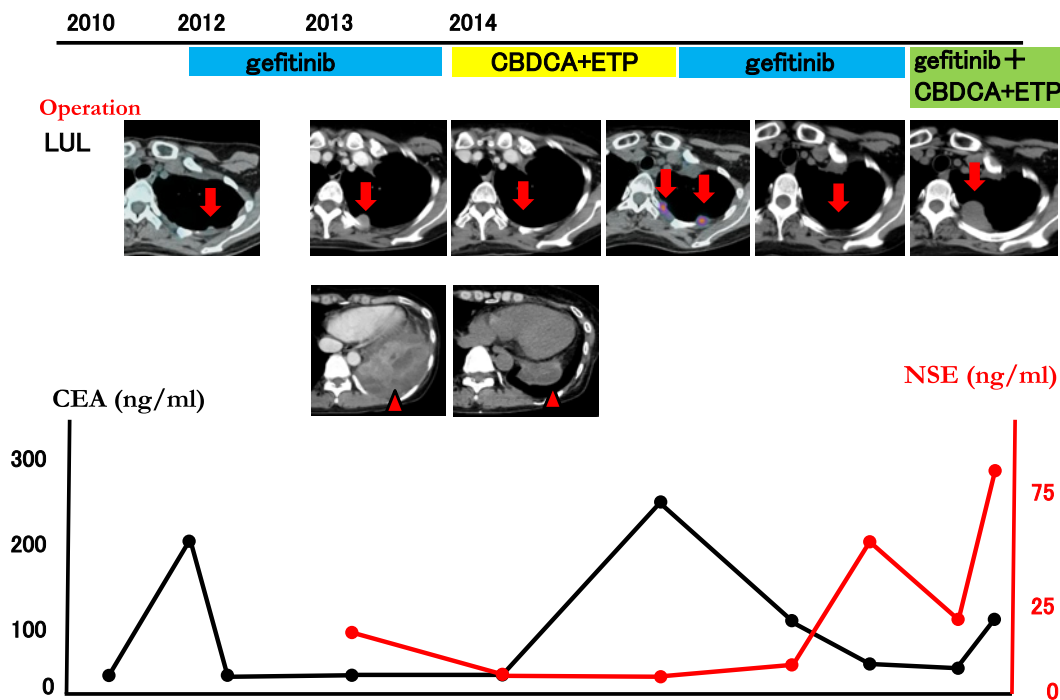 2010 2012 2013 2014
gefitinib CBDCA+ETP gefitinib gefitinib+
CBDCA+ETP
Operation
LUL
CEA (ng/ml) NSE (ng/ml)
300
75
200
25
100
0 0